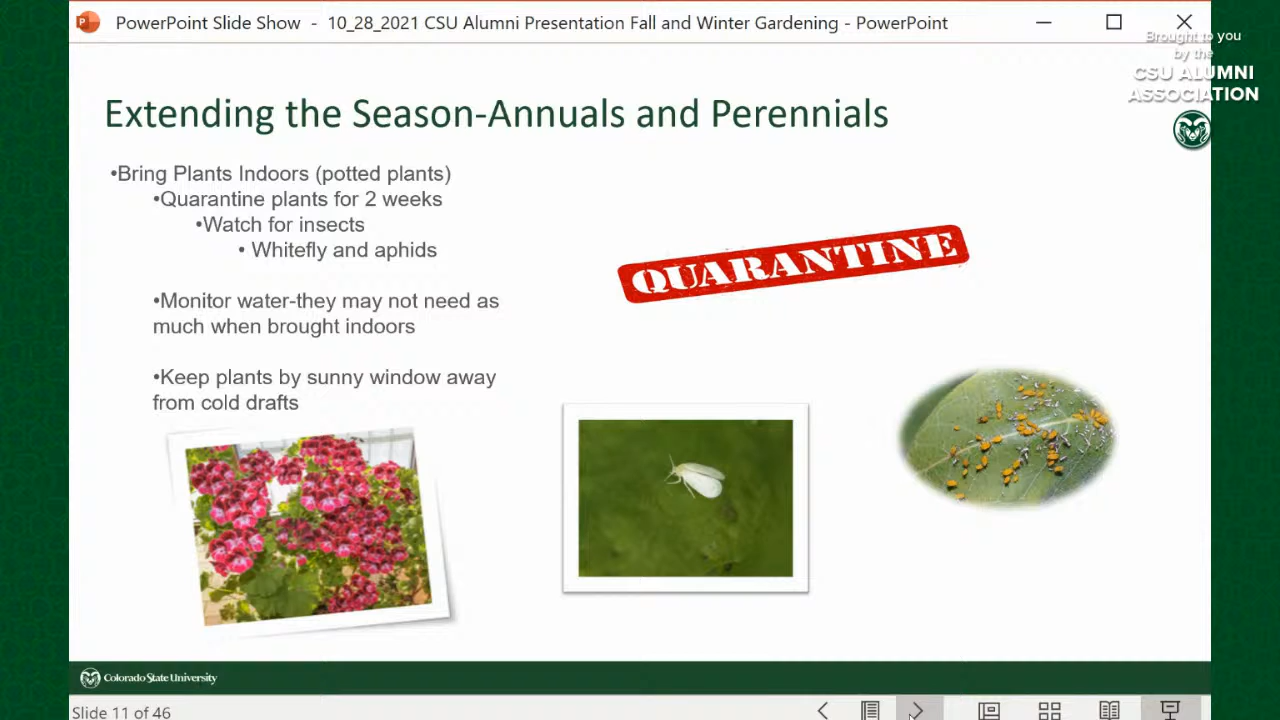 PowerPoint Slide Show - 10_28_2021 CSU Alumni Presentation Fall and Winter Gardening - PowerPoint
Brought to you
by the
CSU ALUMNI
ASSOCIATION
Extending the Season-Annuals and Perennials
•Bring Plants Indoors (potted plants)
•Quarantine plants for 2 weeks
•Watch for insects
• Whitefly and aphids
•Monitor water-they may not need as
much when brought indoors
•Keep plants by sunny window away
from cold drafts
QUARANTINE
Colorado State University
Slide 11 of 46